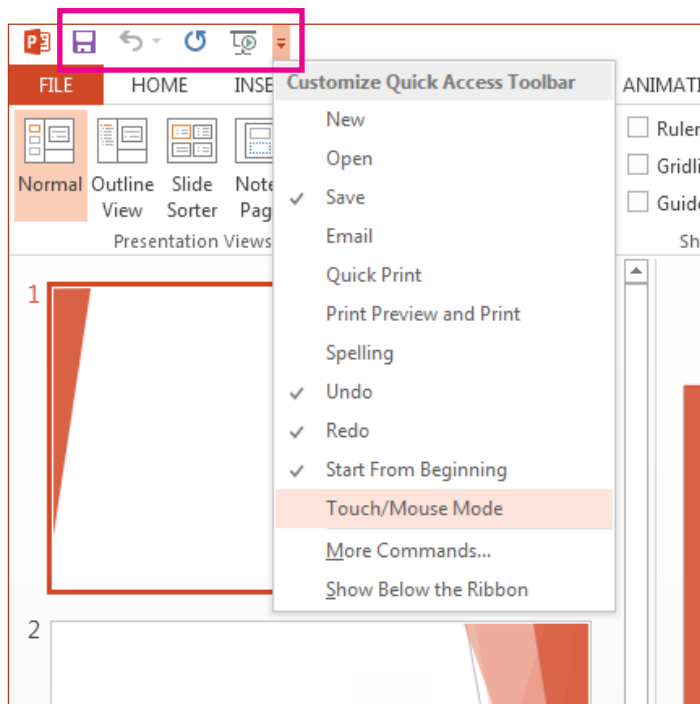 FILE HOME INSE
Customize Quick Access Toolbar
ANIMATI
New
Open
Save
Email
Quick Print
Print Preview and Print
Spelling
Undo
Redo
Start From Beginning
Touch/Mouse Mode
More Commands...
Show Below the Ribbon
Normal
Outline View
Slide Sorter
Note Pag
Presentation Views
Ruler
Gridli
Guide
Sh
1
2